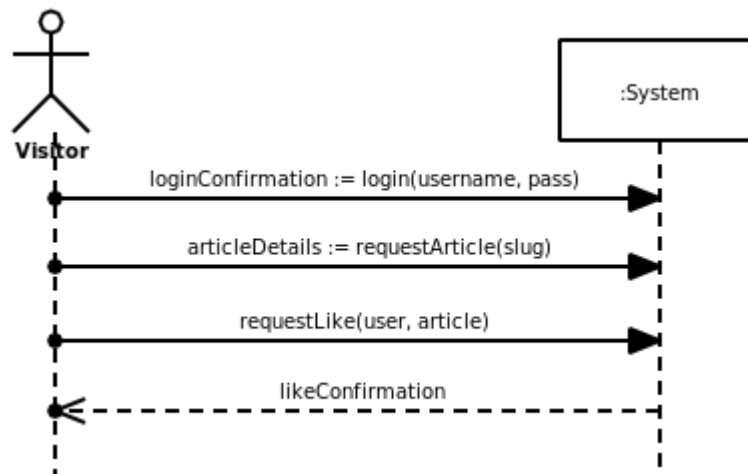 :System
Visitor
loginConfirmation := login(username, pass)
articleDetails := requestArticle(slug)
requestLike(user, article)
likeConfirmation